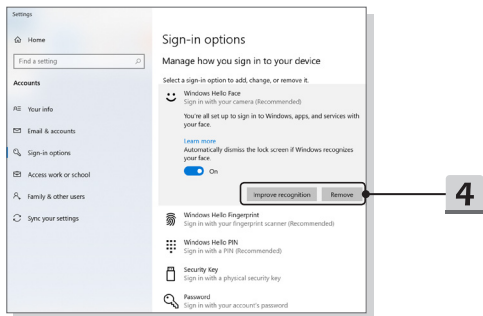 Settings
Home
Find a setting
Accounts
Your info
Email & accounts
Sign-in options
Access work or school
Family & other users
Sync your settings
Sign-in options
Manage how you sign in to your device
Select a sign-in option to add, change, or remove it.
Windows Hello Face
Sign in with your camera (Recommended)
You're all set up to sign in to Windows, apps, and services with
your face.
Learn more
Automatically dismiss the lock screen if Windows recognizes
your face.
On
Improve recognition
Remove
4
Windows Hello Fingerprint
Sign in with your fingerprint scanner (Recommended)
Windows Hello PIN
Sign in with a PIN (Recommended)
Security Key
Sign in with a physical security key
Password
Sign in with your account's password